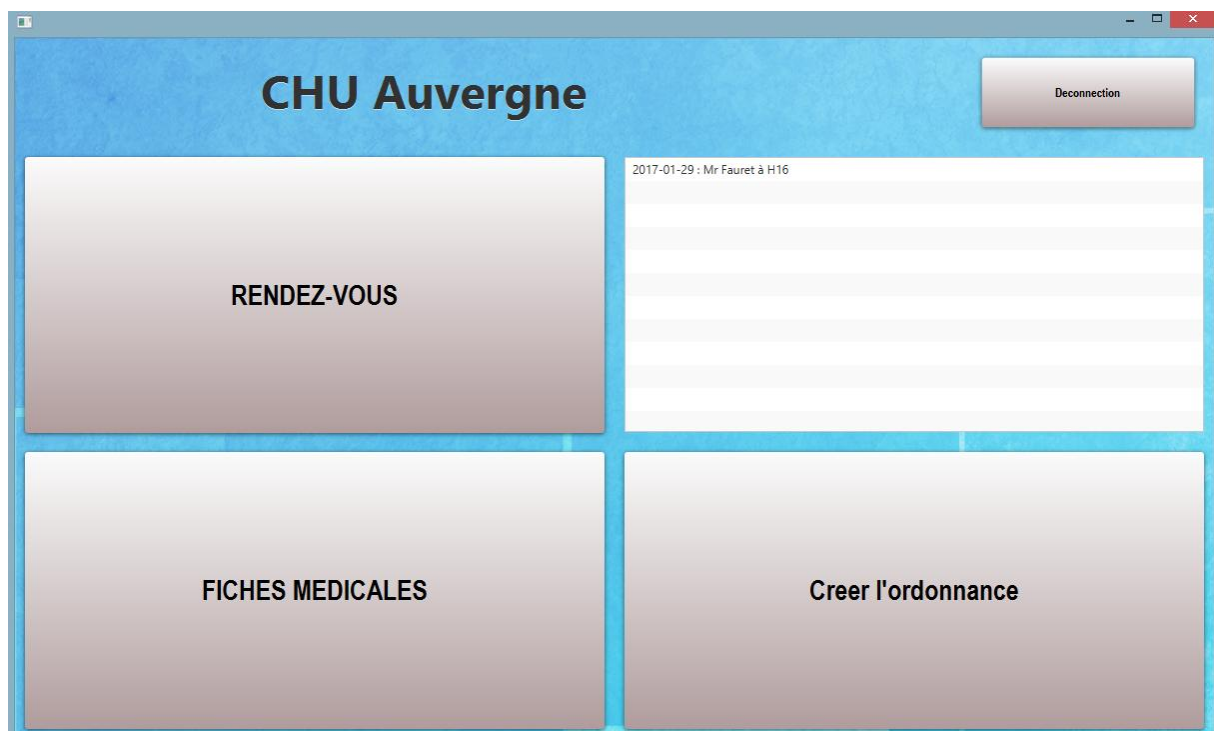 CHU Auvergne
Deconnection
RENDEZ-VOUS
2017-01-29 : Mr Fauret à H16
FICHES MEDICALES
Creer l'ordonnance